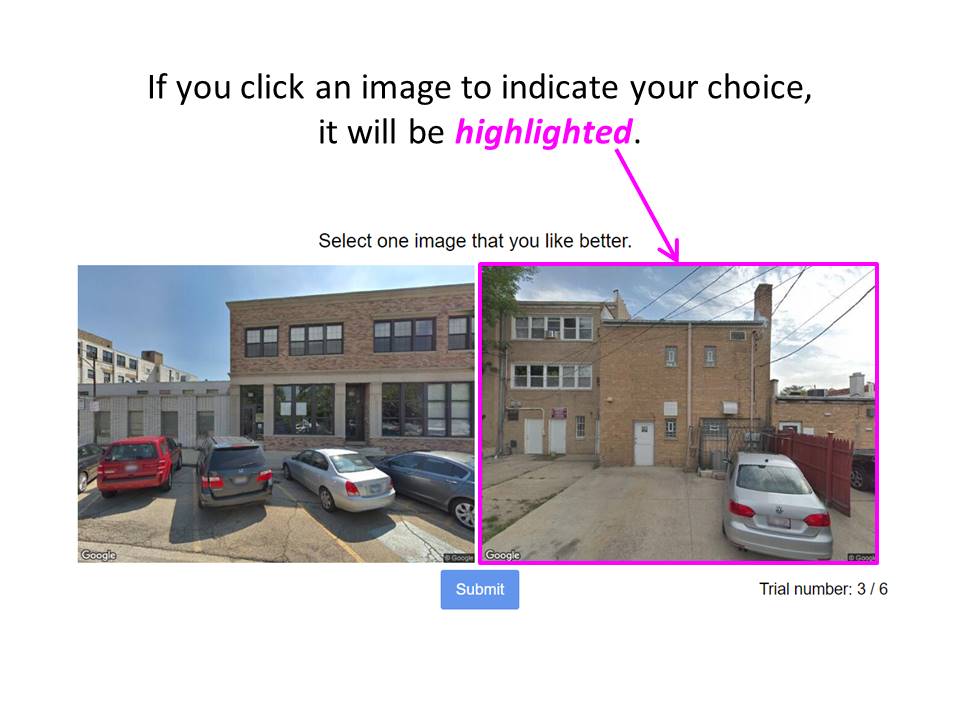 If you click an image to indicate your choice,
it will be highlighted.
Select one image that you like better.
Google
© Google
Google
© Google
Submit
Trial number: 3 / 6